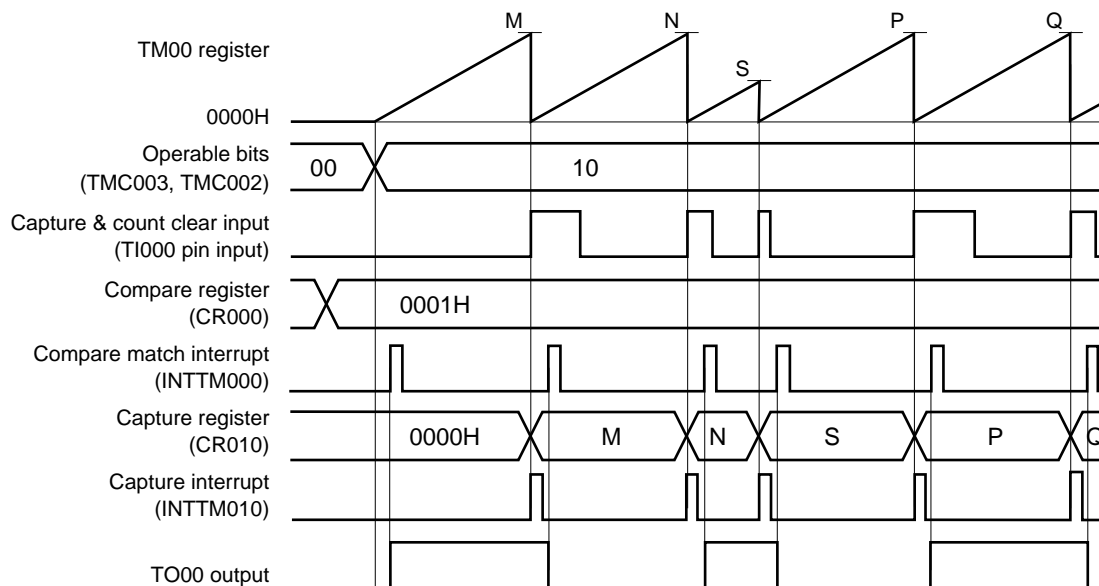 M N S P Q
TM00 register
0000H
Operable bits
(TMC003, TMC002)
00 10
Capture & count clear input
(TI000 pin input)
Compare register
(CR000)
0001H
Compare match interrupt
(INTTM000)
Capture register
(CR010)
0000H M N S P Q
Capture interrupt
(INTTM010)
TO00 output